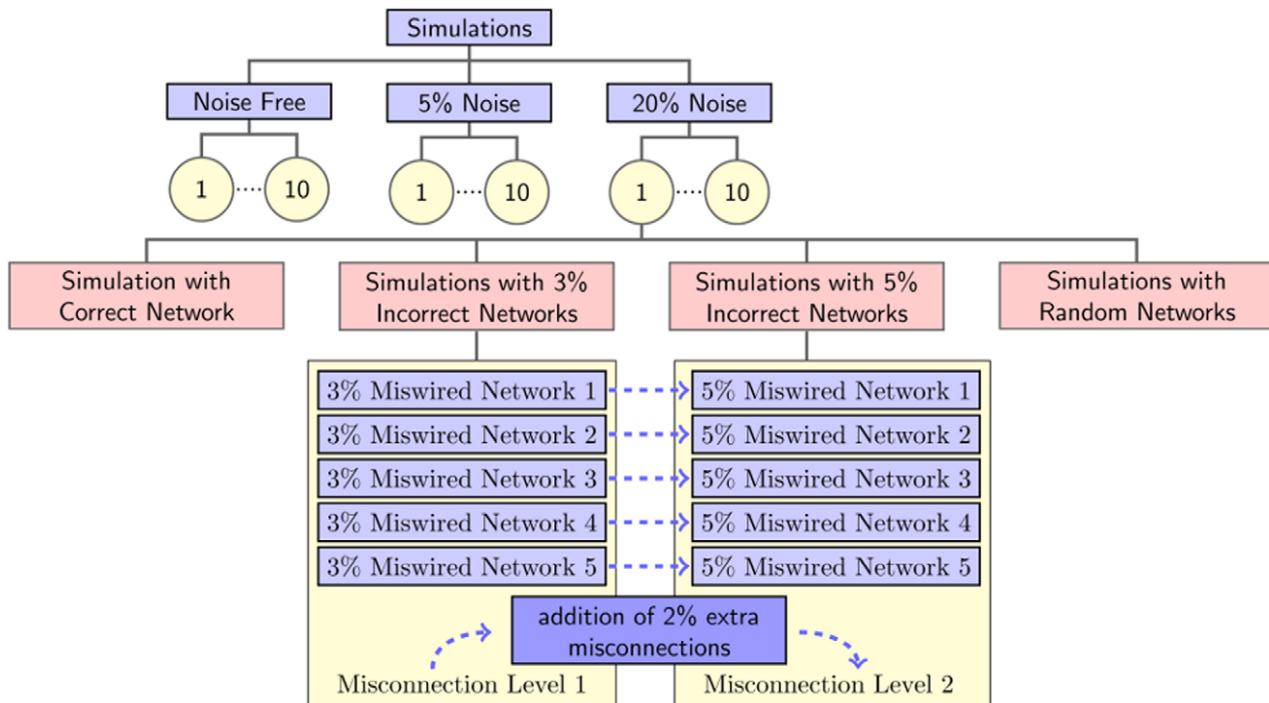 Simulations
Noise Free
5% Noise
20% Noise
1
10
1
10
1
10
Simulation with
Correct Network
Simulations with 3%
Incorrect Networks
Simulations with 5%
Incorrect Networks
Simulations with
Random Networks
3% Miswired Network 1
5% Miswired Network 1
3% Miswired Network 2
5% Miswired Network 2
3% Miswired Network 3
5% Miswired Network 3
3% Miswired Network 4
5% Miswired Network 4
3% Miswired Network 5
5% Miswired Network 5
addition of 2% extra
misconnections
Misconnection Level 1
Misconnection Level 2